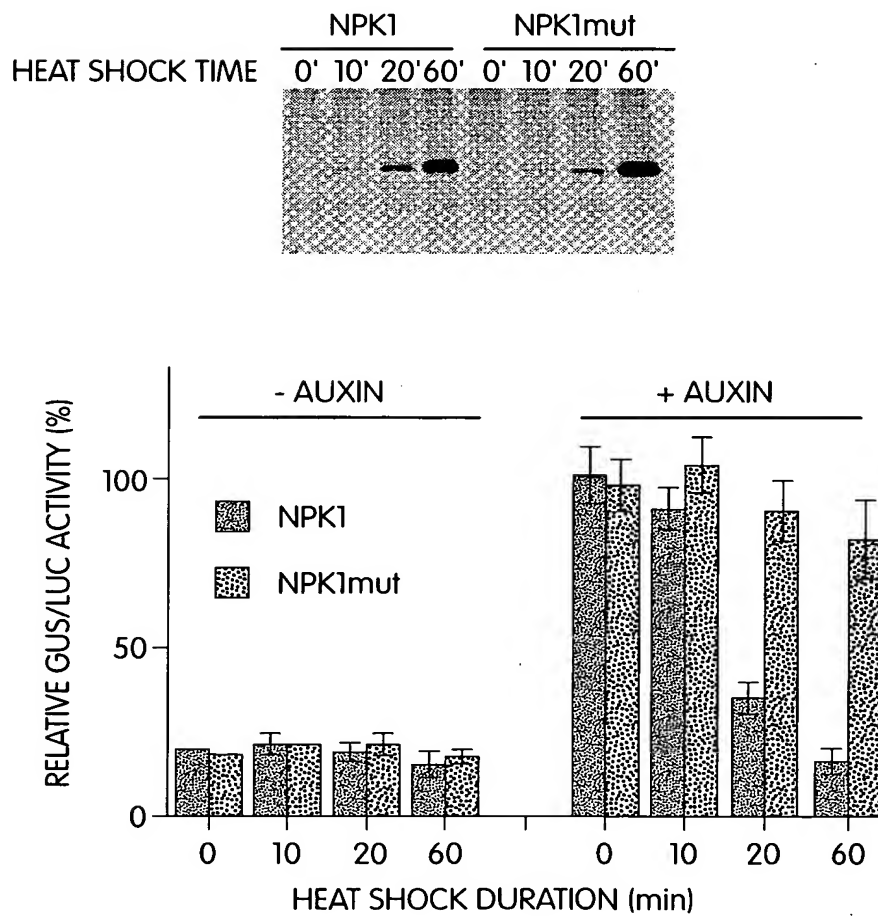 NPK1 NPK1mut
HEAT SHOCK TIME 0' 10' 20' 60' 0' 10' 20' 60'
- AUXIN + AUXIN
RELATIVE GUS/LUC ACTIVITY (%)
100
50
0
NPK1
NPK1mut
0 10 20 60 0 10 20 60
HEAT SHOCK DURATION (min)